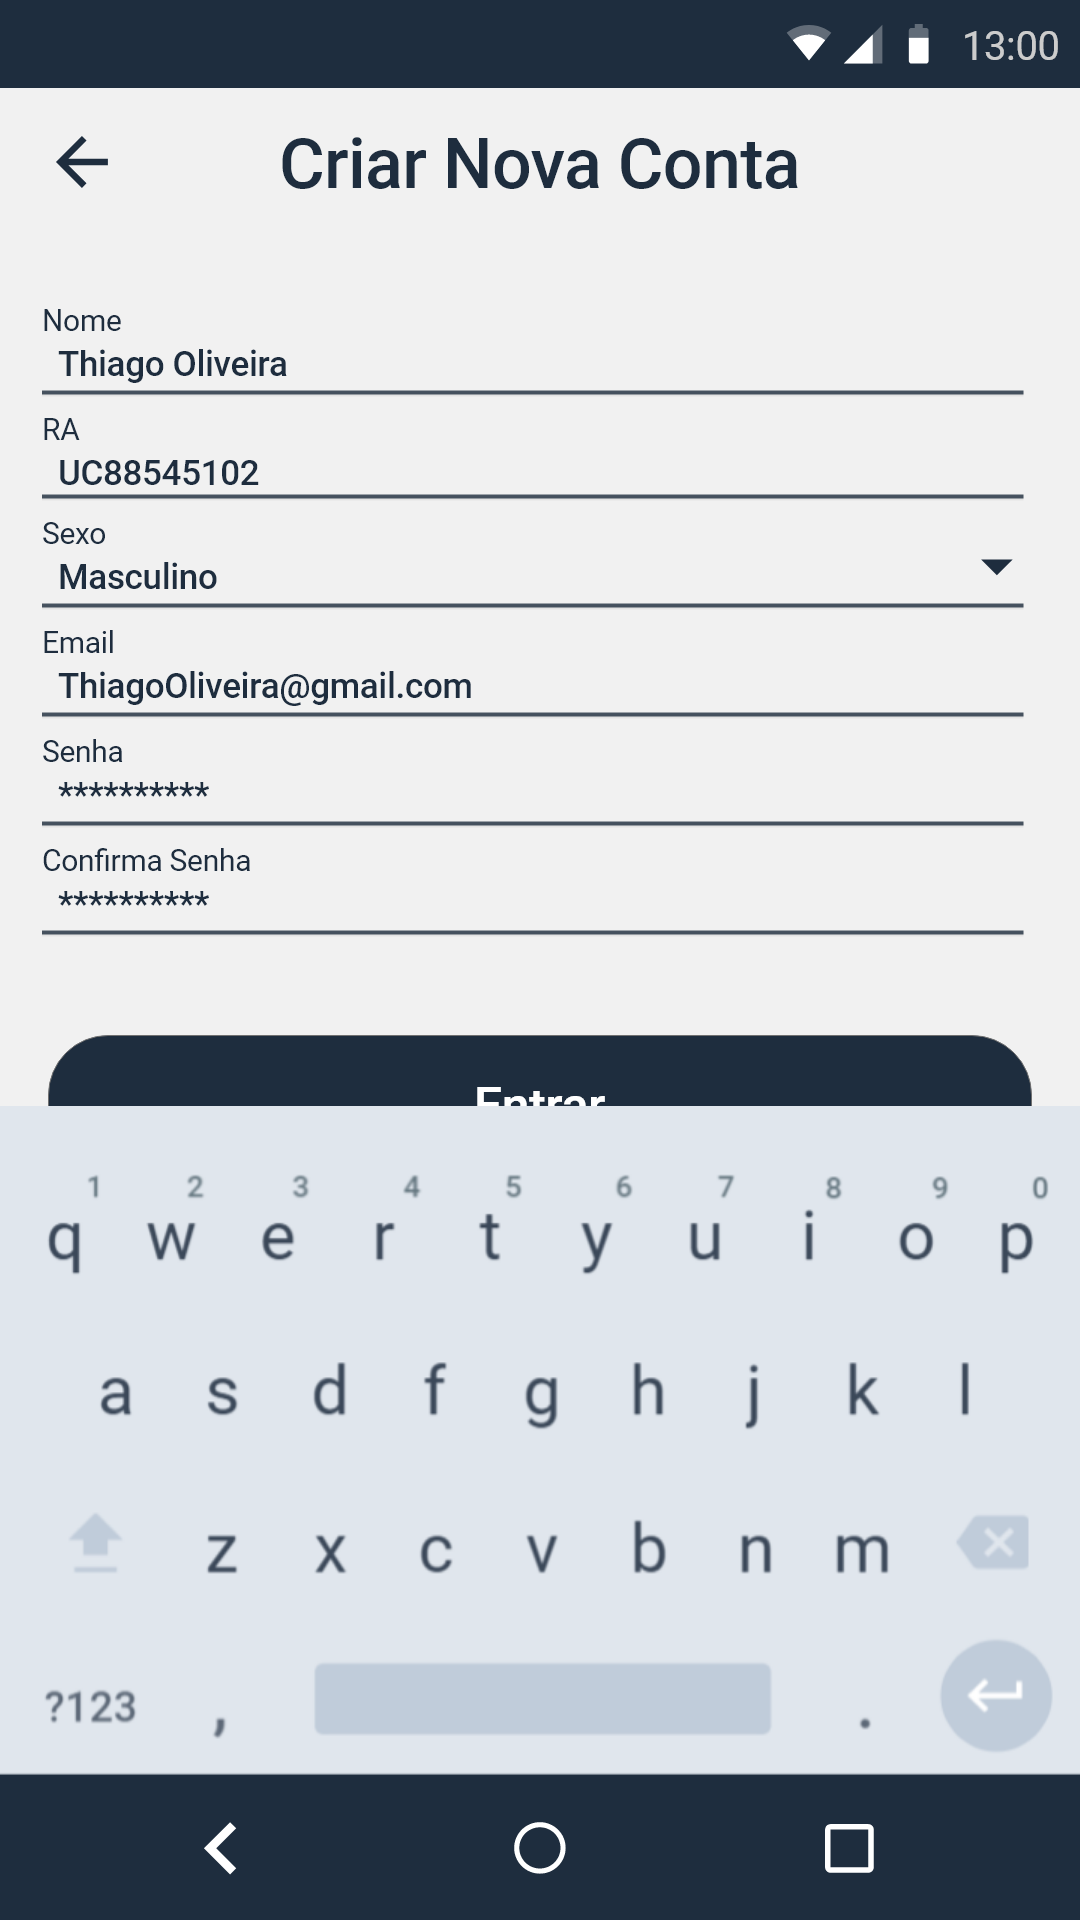 13:00
Criar Nova Conta
Nome
Thiago Oliveira
RA
UC88545102
Sexo
Masculino
Email
ThiagoOliveira@gmail.com
Senha
**********
Confirma Senha
**********
Entrar
1 2 3 4 5 6 7 8 9 0
q w e r t y u i o p
a s d f g h j k l
z x c v b n m
?123 , .